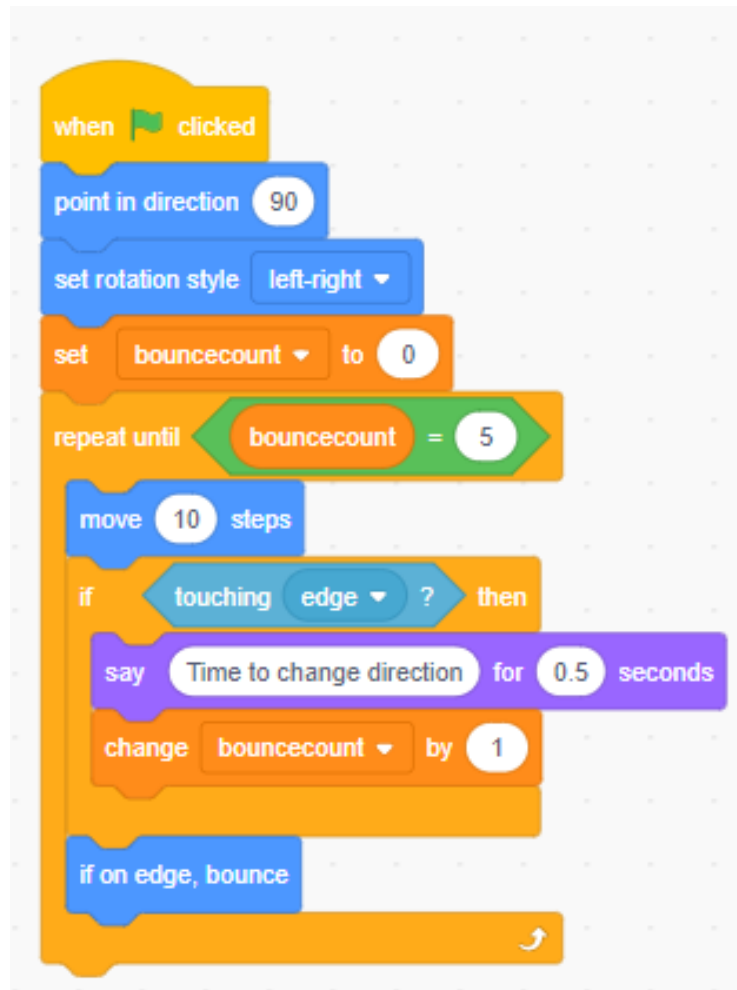 when clicked
point in direction 90
set rotation style left-right
set bouncecount to 0
repeat until bouncecount = 5
move 10 steps
if touching edge ? then
say Time to change direction for 0.5 seconds
change bouncecount by 1
if on edge, bounce